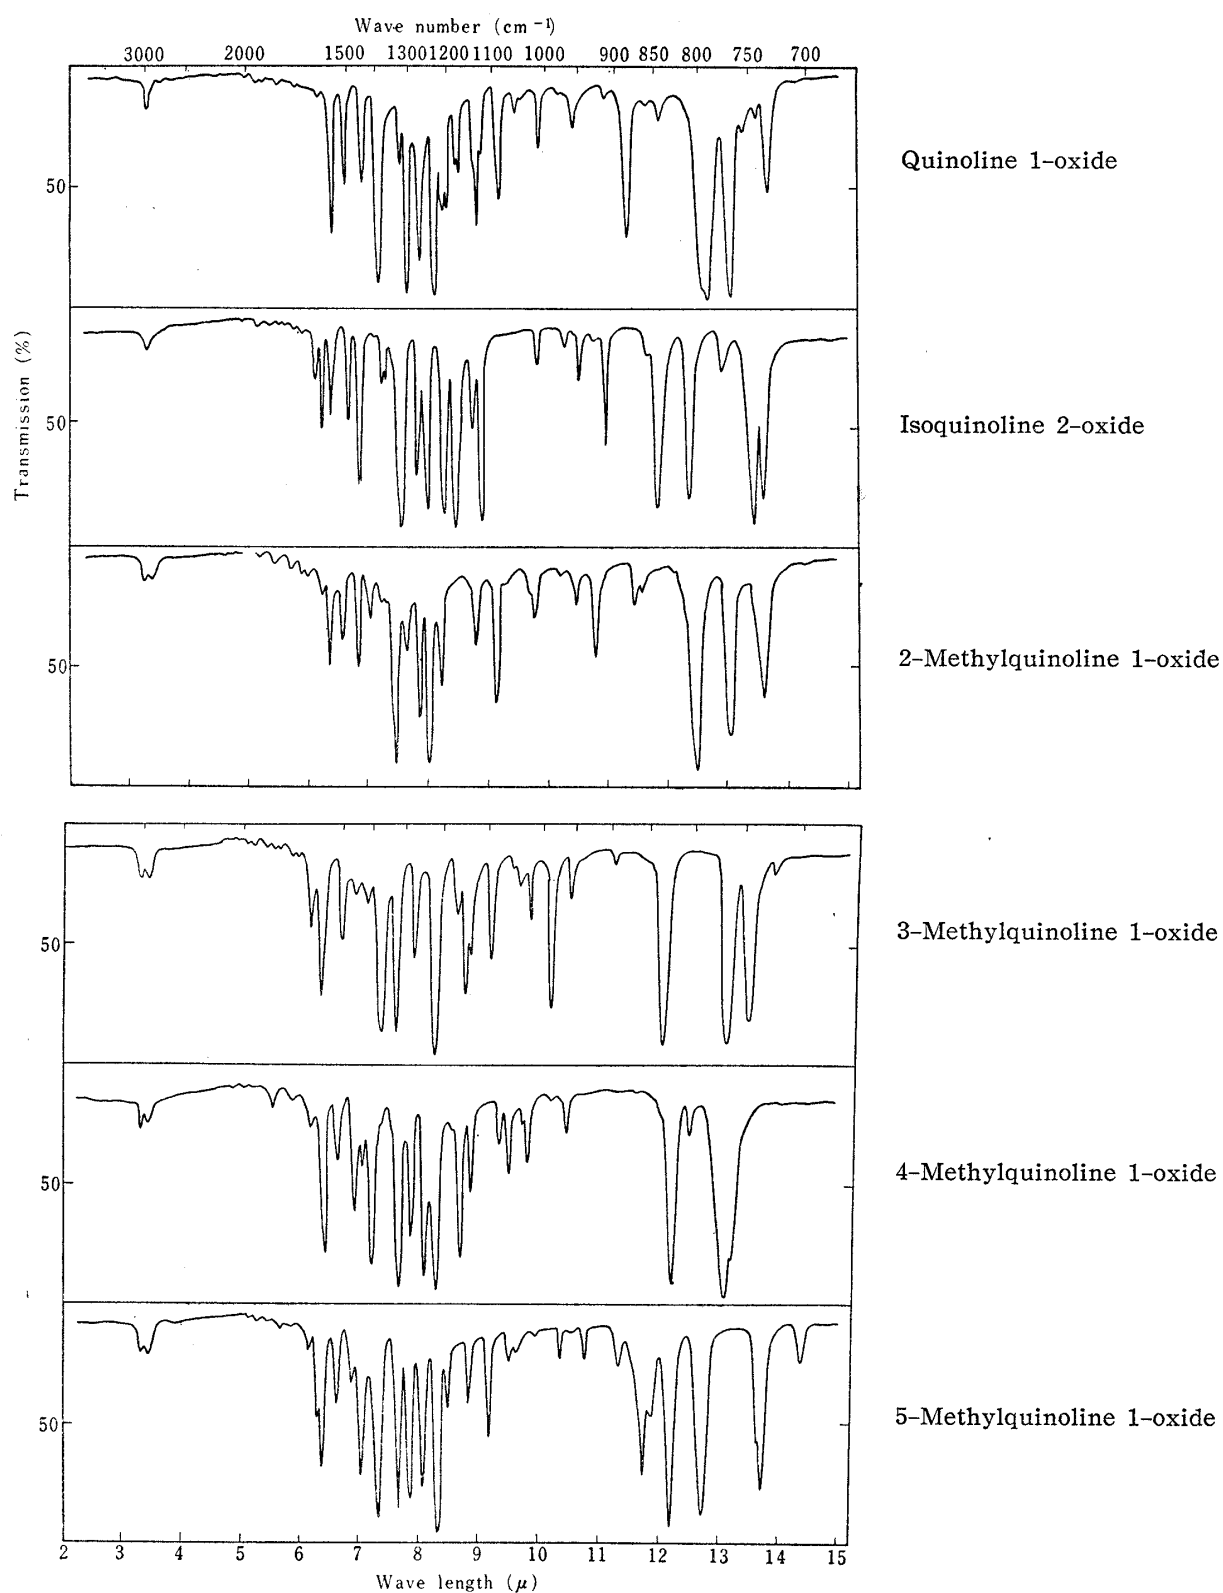 Wave number (cm⁻¹)
3000 2000 1500 1300 1200 1100 1000 900 850 800 750 700
50
Quinoline 1-oxide
Transmission (%)
50
Isoquinoline 2-oxide
50
2-Methylquinoline 1-oxide
50
3-Methylquinoline 1-oxide
50
4-Methylquinoline 1-oxide
50
5-Methylquinoline 1-oxide
2 3 4 5 6 7 8 9 10 11 12 13 14 15
Wave length (μ)